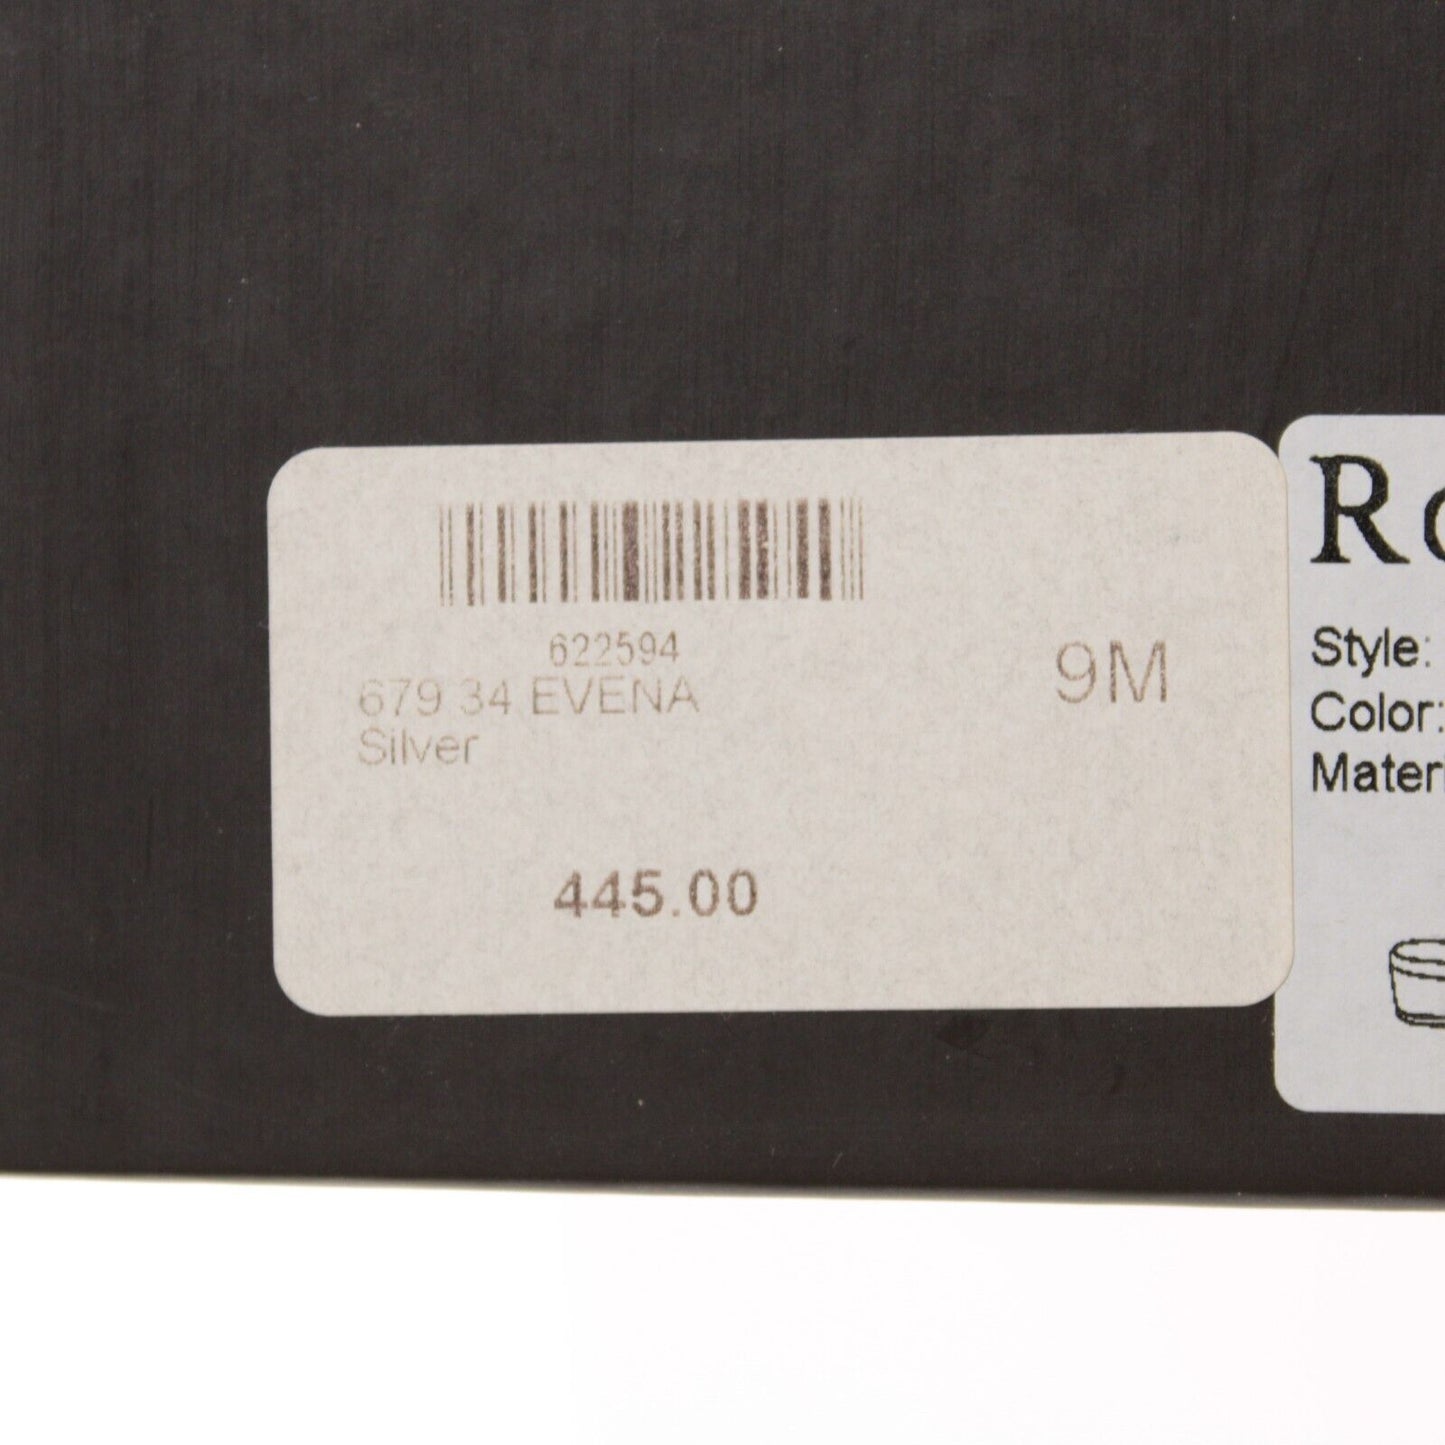 622594
679 34 EVENA
Silver
9M
445.00
Style:
Color: